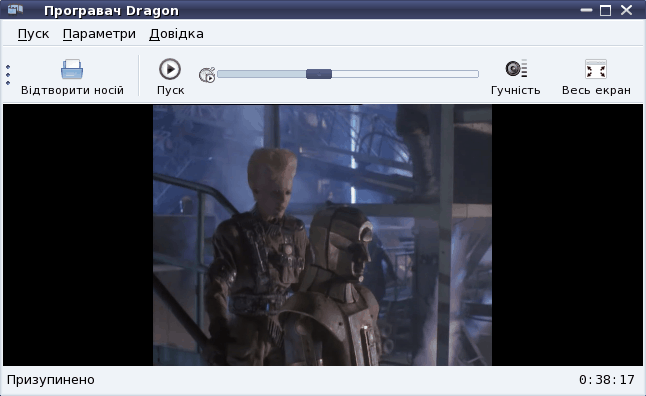 Програвач Dragon
Пуск Параметри Довідка
Відтворити носій Пуск Гучність Весь екран
Призупинено 0:38:17